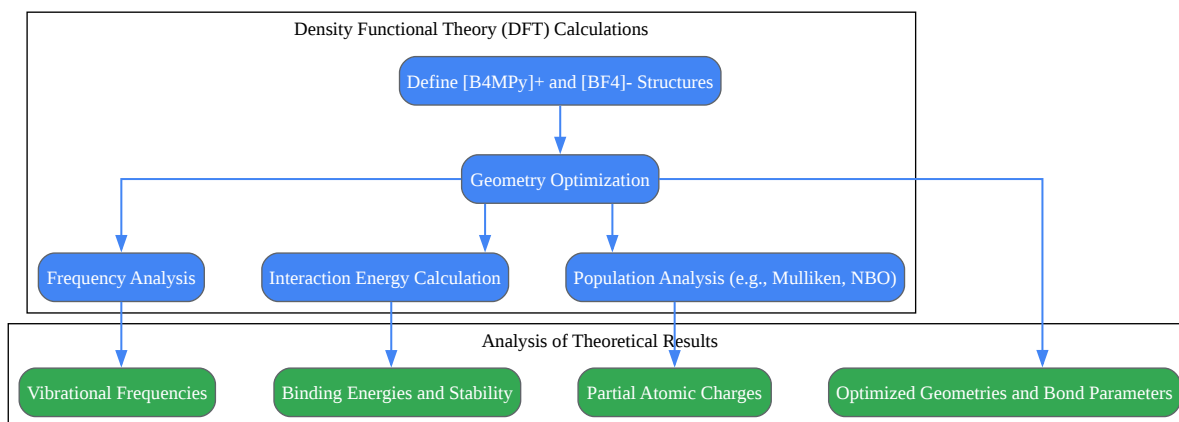 Density Functional Theory (DFT) Calculations
Define [B4MPy]+ and [BF4]- Structures
Geometry Optimization
Frequency Analysis
Interaction Energy Calculation
Population Analysis (e.g., Mulliken, NBO)
Analysis of Theoretical Results
Vibrational Frequencies
Binding Energies and Stability
Partial Atomic Charges
Optimized Geometries and Bond Parameters